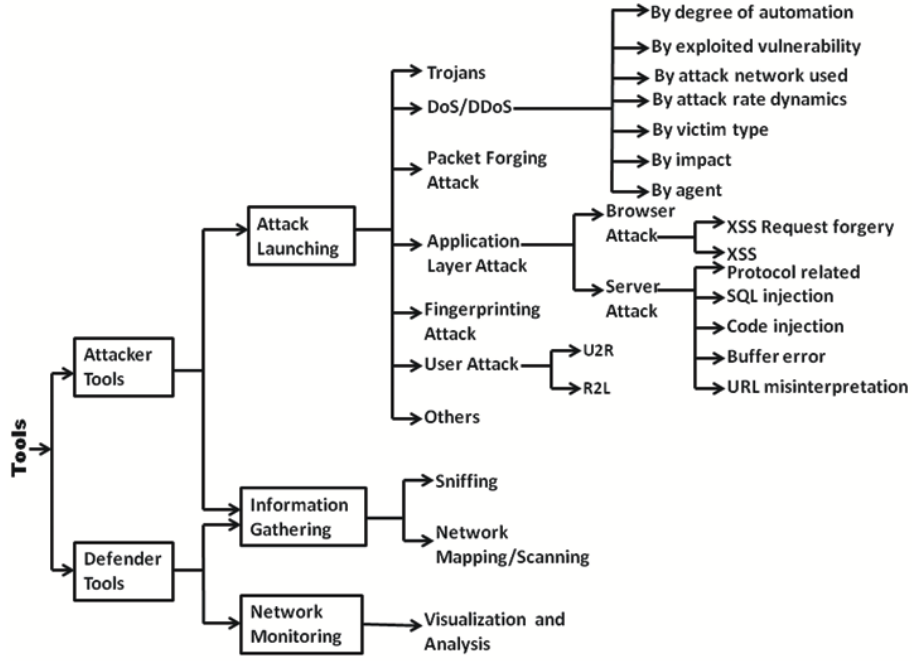 By degree of automation
By exploited vulnerability
By attack network used
By attack rate dynamics
By victim type
By impact
By agent
Trojans
DoS/DDoS
Packet Forging
Attack
Attack
Launching
Application
Layer Attack
Browser
Attack
XSS Request forgery
XSS
Server
Attack
Protocol related
SQL injection
Code injection
Buffer error
URL misinterpretation
Fingerprinting
Attack
User Attack
U2R
R2L
Others
Tools
Attacker
Tools
Defender
Tools
Information
Gathering
Sniffing
Network
Mapping/Scanning
Network
Monitoring
Visualization and
Analysis